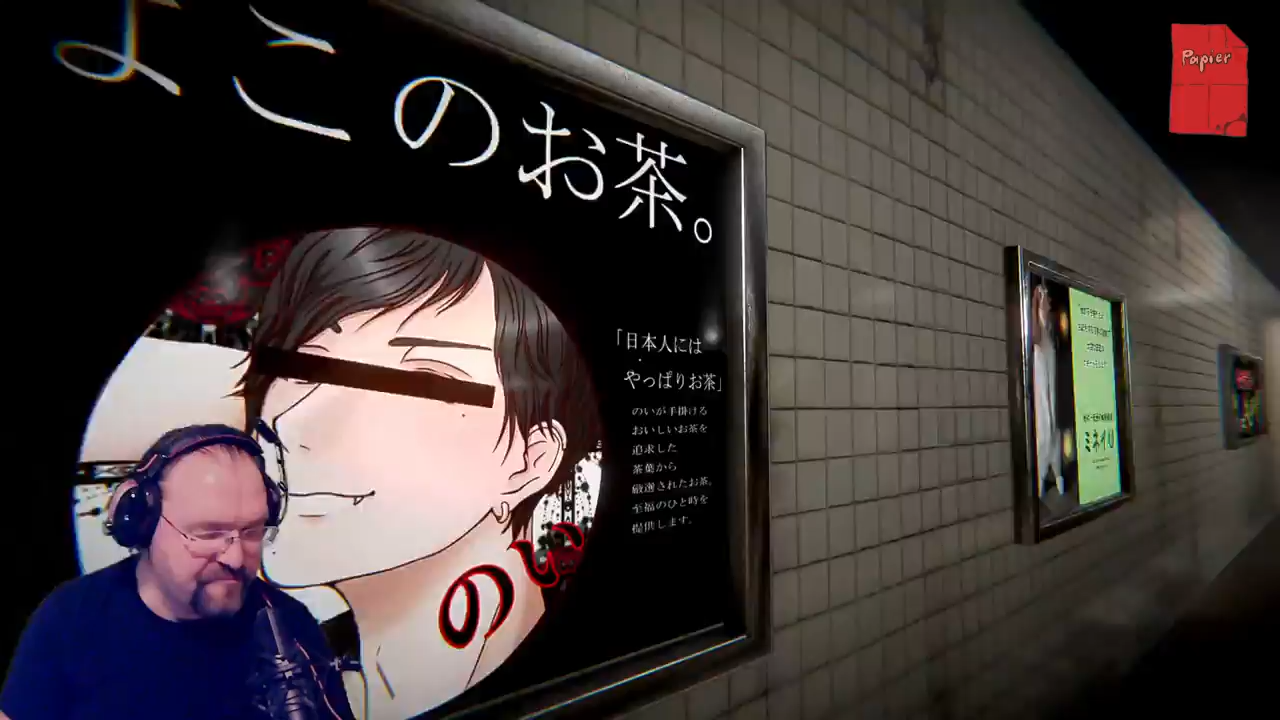 よこのお茶。
Papier
「日本人には
やっぱりお茶」
のいが手掛ける
おいしいお茶を
追求した
茶葉から
厳選されたお茶。
至福のひと時を
提供します。
のい